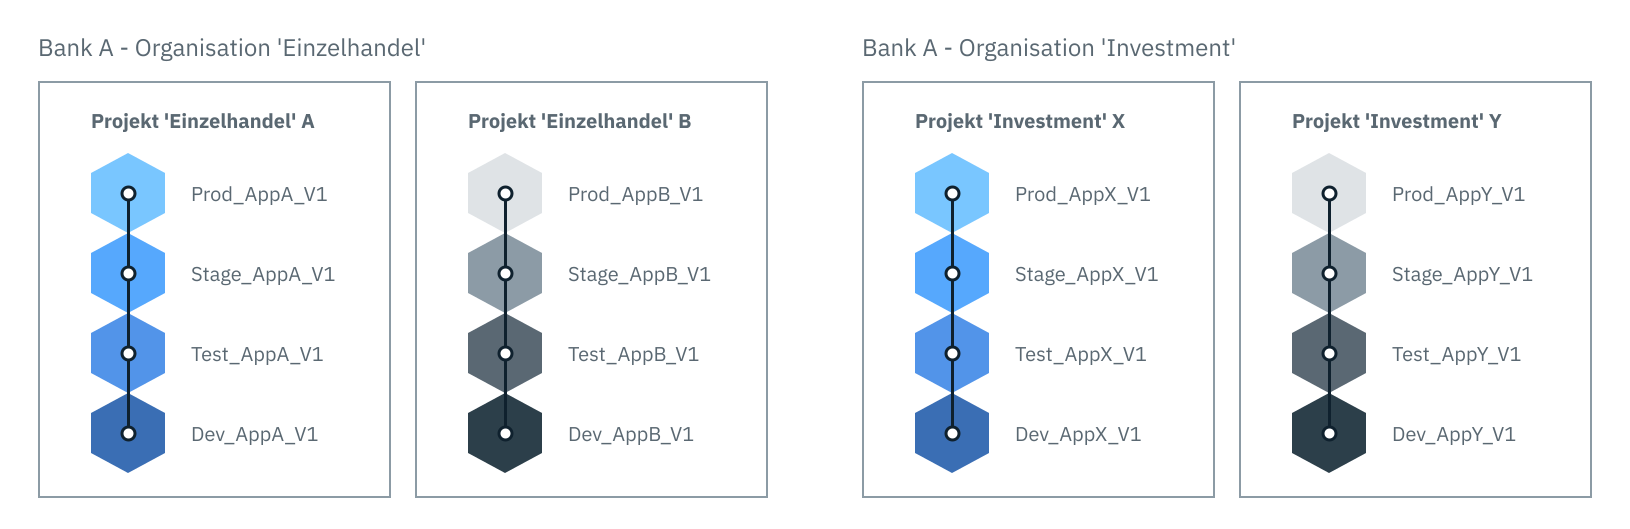 Bank A - Organisation 'Einzelhandel'
Projekt 'Einzelhandel' A
Prod_AppA_V1
Stage_AppA_V1
Test_AppA_V1
Dev_AppA_V1
Projekt 'Einzelhandel' B
Prod_AppB_V1
Stage_AppB_V1
Test_AppB_V1
Dev_AppB_V1
Bank A - Organisation 'Investment'
Projekt 'Investment' X
Prod_AppX_V1
Stage_AppX_V1
Test_AppX_V1
Dev_AppX_V1
Projekt 'Investment' Y
Prod_AppY_V1
Stage_AppY_V1
Test_AppY_V1
Dev_AppY_V1